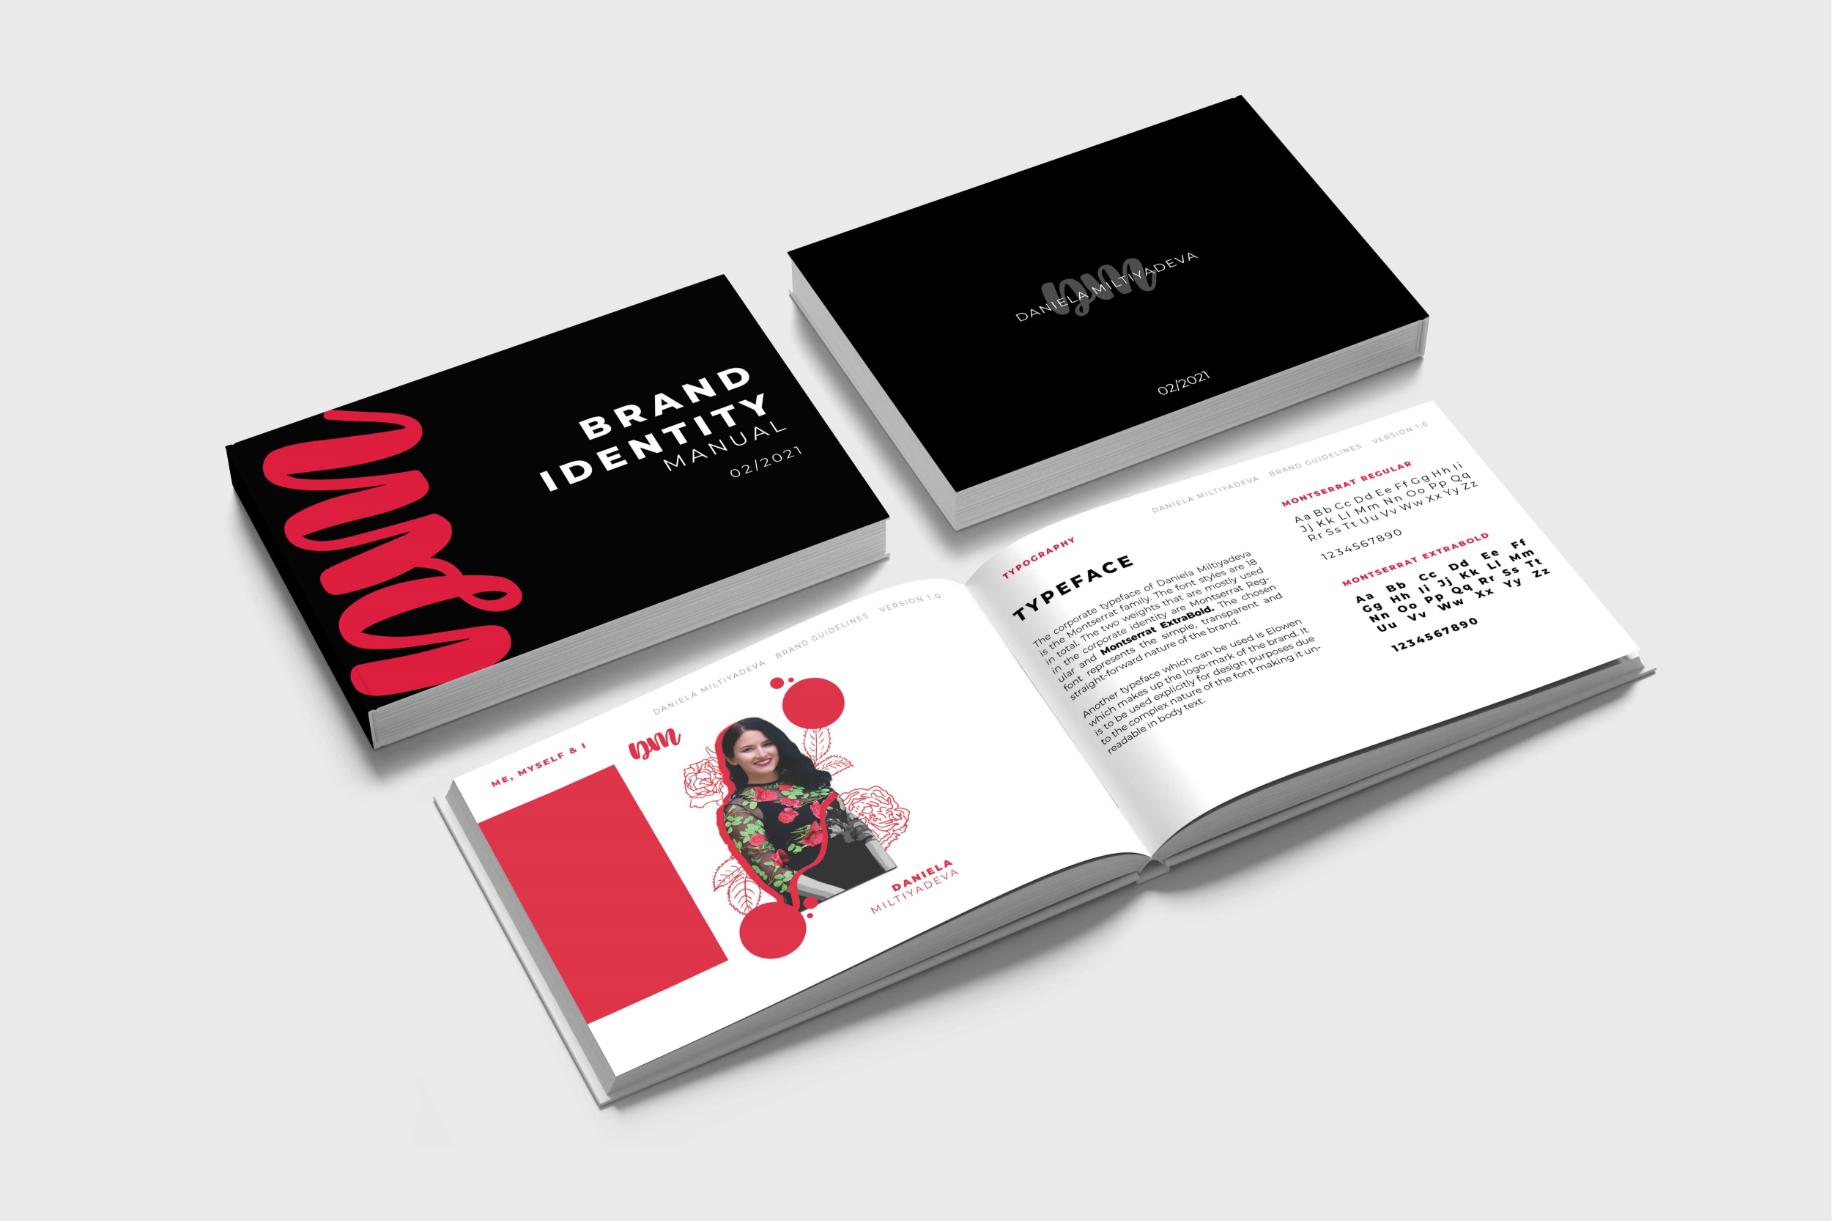 BRAND
IDENTITY
MANUAL
02/2021
DANIELA MILTIYADEVA
dm
02/2021
DANIELA MILTIYADEVA BRAND GUIDELINES VERSION 1.0
ME, MYSELF & I
dm
DANIELA
MILTIYADEVA
DANIELA MILTIYADEVA BRAND GUIDELINES VERSION 1.0
TYPOGRAPHY
TYPEFACE
The corporate typeface of Daniela Miltiyadeva
is the Montserrat family. The font styles are 18
in total. The two weights that are mostly used
in the corporate identity are Montserrat Reg-
ular and Montserrat ExtraBold. The chosen
font represents the simple, transparent and
straight-forward nature of the brand.
Another typeface which can be used is Elowen
which makes up the logo-mark of the brand. It
is to be used explicitly for design purposes due
to the complex nature of the font making it un-
readable in body text.
MONTSERRAT REGULAR
Aa Bb Cc Dd Ee Ff Gg Hh Ii
Jj Kk Ll Mm Nn Oo Pp Qq
Rr Ss Tt Uu Vv Ww Xx Yy Zz
1234567890
MONTSERRAT EXTRABOLD
Aa Bb Cc Dd Ee Ff
Gg Hh Ii Jj Kk Ll Mm
Nn Oo Pp Qq Rr Ss Tt
Uu Vv Ww Xx Yy Zz
1234567890